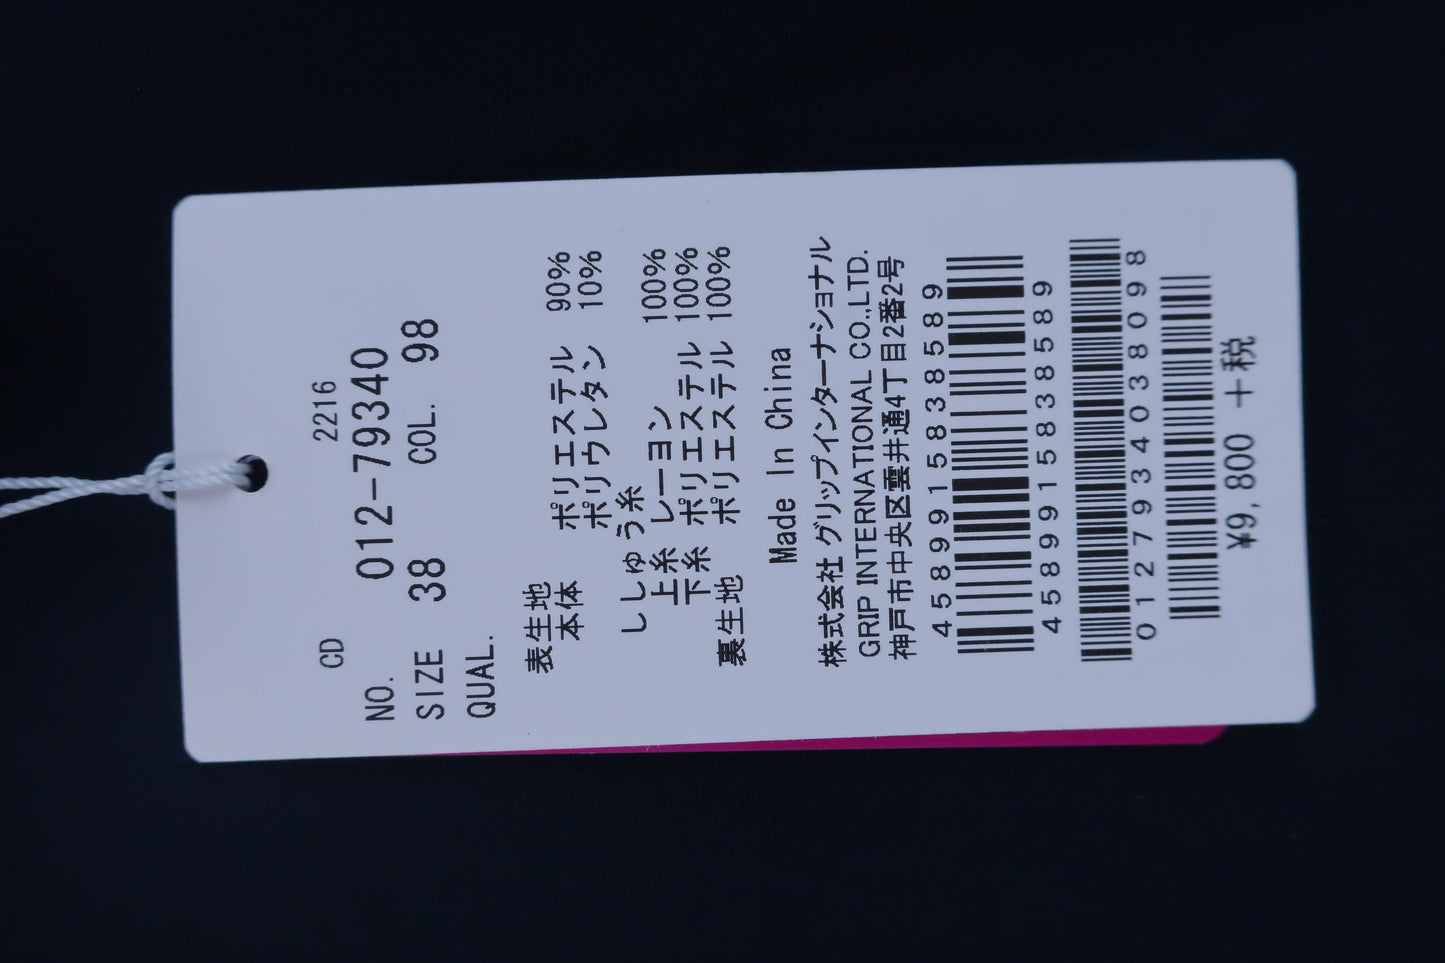 CD 2216
NO. 012-79340
SIZE 38 COL. 98
QUAL.
表生地
本体 ポリエステル 90%
ポリウレタン 10%
ししゅう糸
上糸 レーヨン 100%
下糸 ポリエステル 100%
裏生地 ポリエステル 100%
Made In China
株式会社 グリップインターナショナル
GRIP INTERNATIONAL CO.,LTD.
神戸市中央区雲井通4丁目2番2号
4589915838589
4589915838589
0127934038098
¥9,800 +税